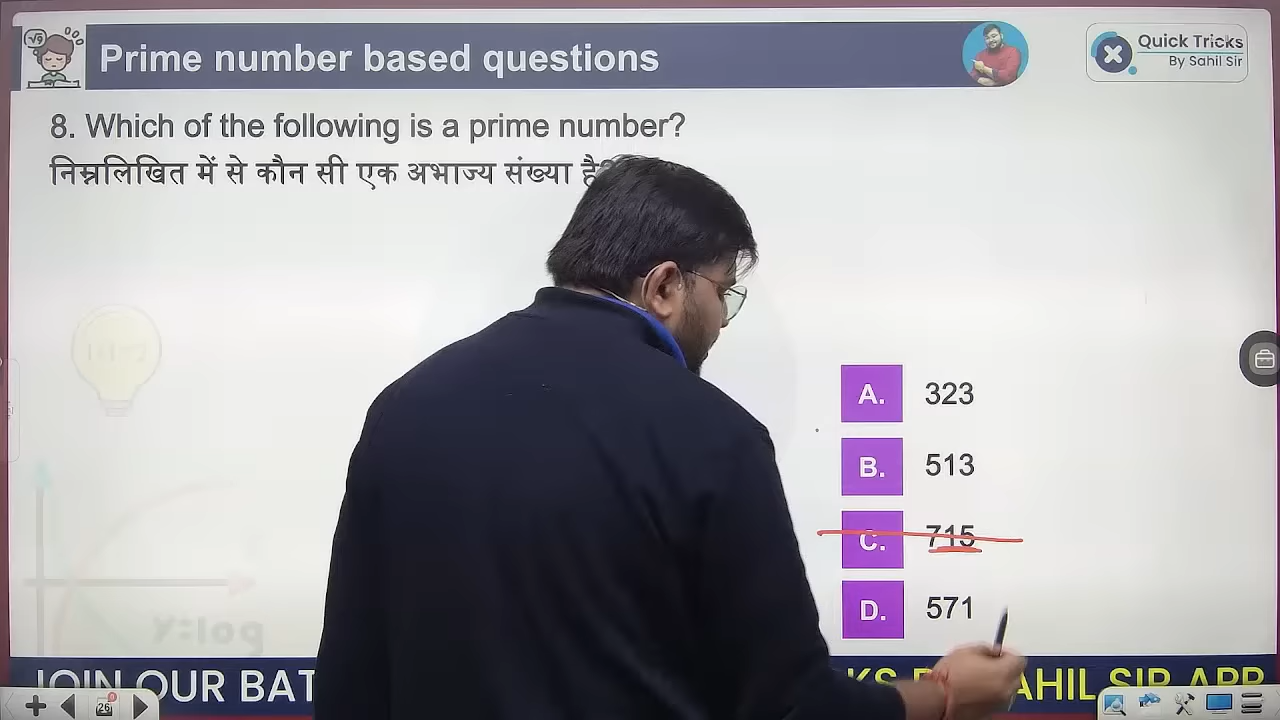 Prime number based questions
Quick Tricks
By Sahil Sir
8. Which of the following is a prime number?
निम्नलिखित में से कौन सी एक अभाज्य संख्या है
A. 323
B. 513
C. 715
D. 571
JOIN OUR BAT
SAHIL SIR APP
26